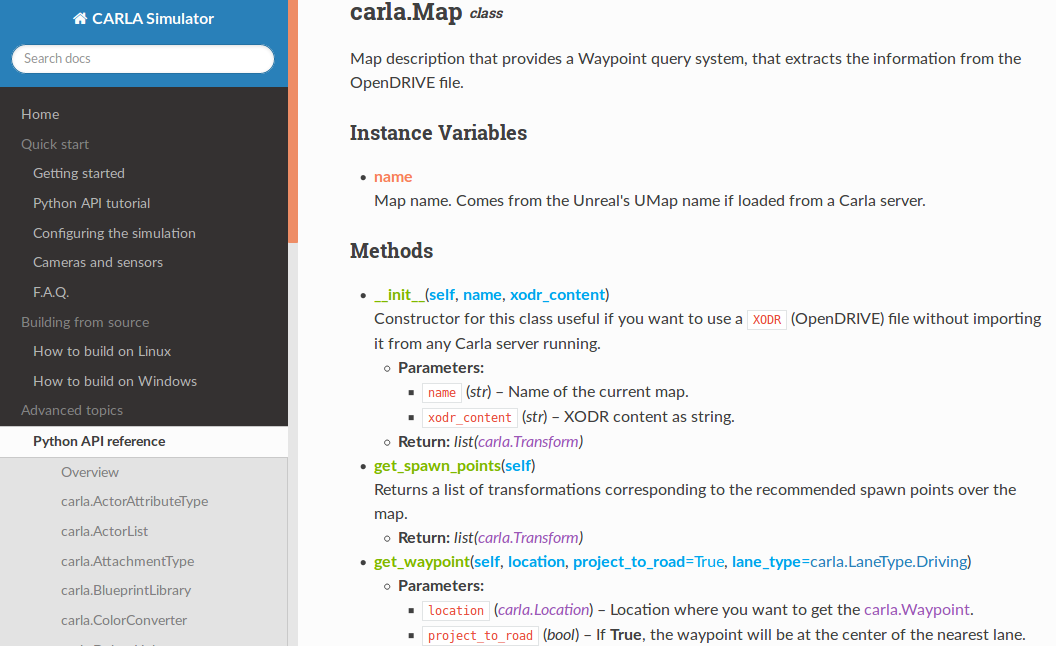 CARLA Simulator
Search docs
Home
Quick start
Getting started
Python API tutorial
Configuring the simulation
Cameras and sensors
F.A.Q.
Building from source
How to build on Linux
How to build on Windows
Advanced topics
Python API reference
Overview
carla.ActorAttributeType
carla.ActorList
carla.AttachmentType
carla.BlueprintLibrary
carla.ColorConverter
carla.Map class
Map description that provides a Waypoint query system, that extracts the information from the
OpenDRIVE file.
Instance Variables
• name
Map name. Comes from the Unreal's UMap name if loaded from a Carla server.
Methods
• __init__(self, name, xodr_content)
Constructor for this class useful if you want to use a XODR (OpenDRIVE) file without importing
it from any Carla server running.
◦ Parameters:
▪ name (str) – Name of the current map.
▪ xodr_content (str) – XODR content as string.
◦ Return: list(carla.Transform)
• get_spawn_points(self)
Returns a list of transformations corresponding to the recommended spawn points over the
map.
◦ Return: list(carla.Transform)
• get_waypoint(self, location, project_to_road=True, lane_type=carla.LaneType.Driving)
◦ Parameters:
▪ location (carla.Location) – Location where you want to get the carla.Waypoint.
▪ project_to_road (bool) – If True, the waypoint will be at the center of the nearest lane.